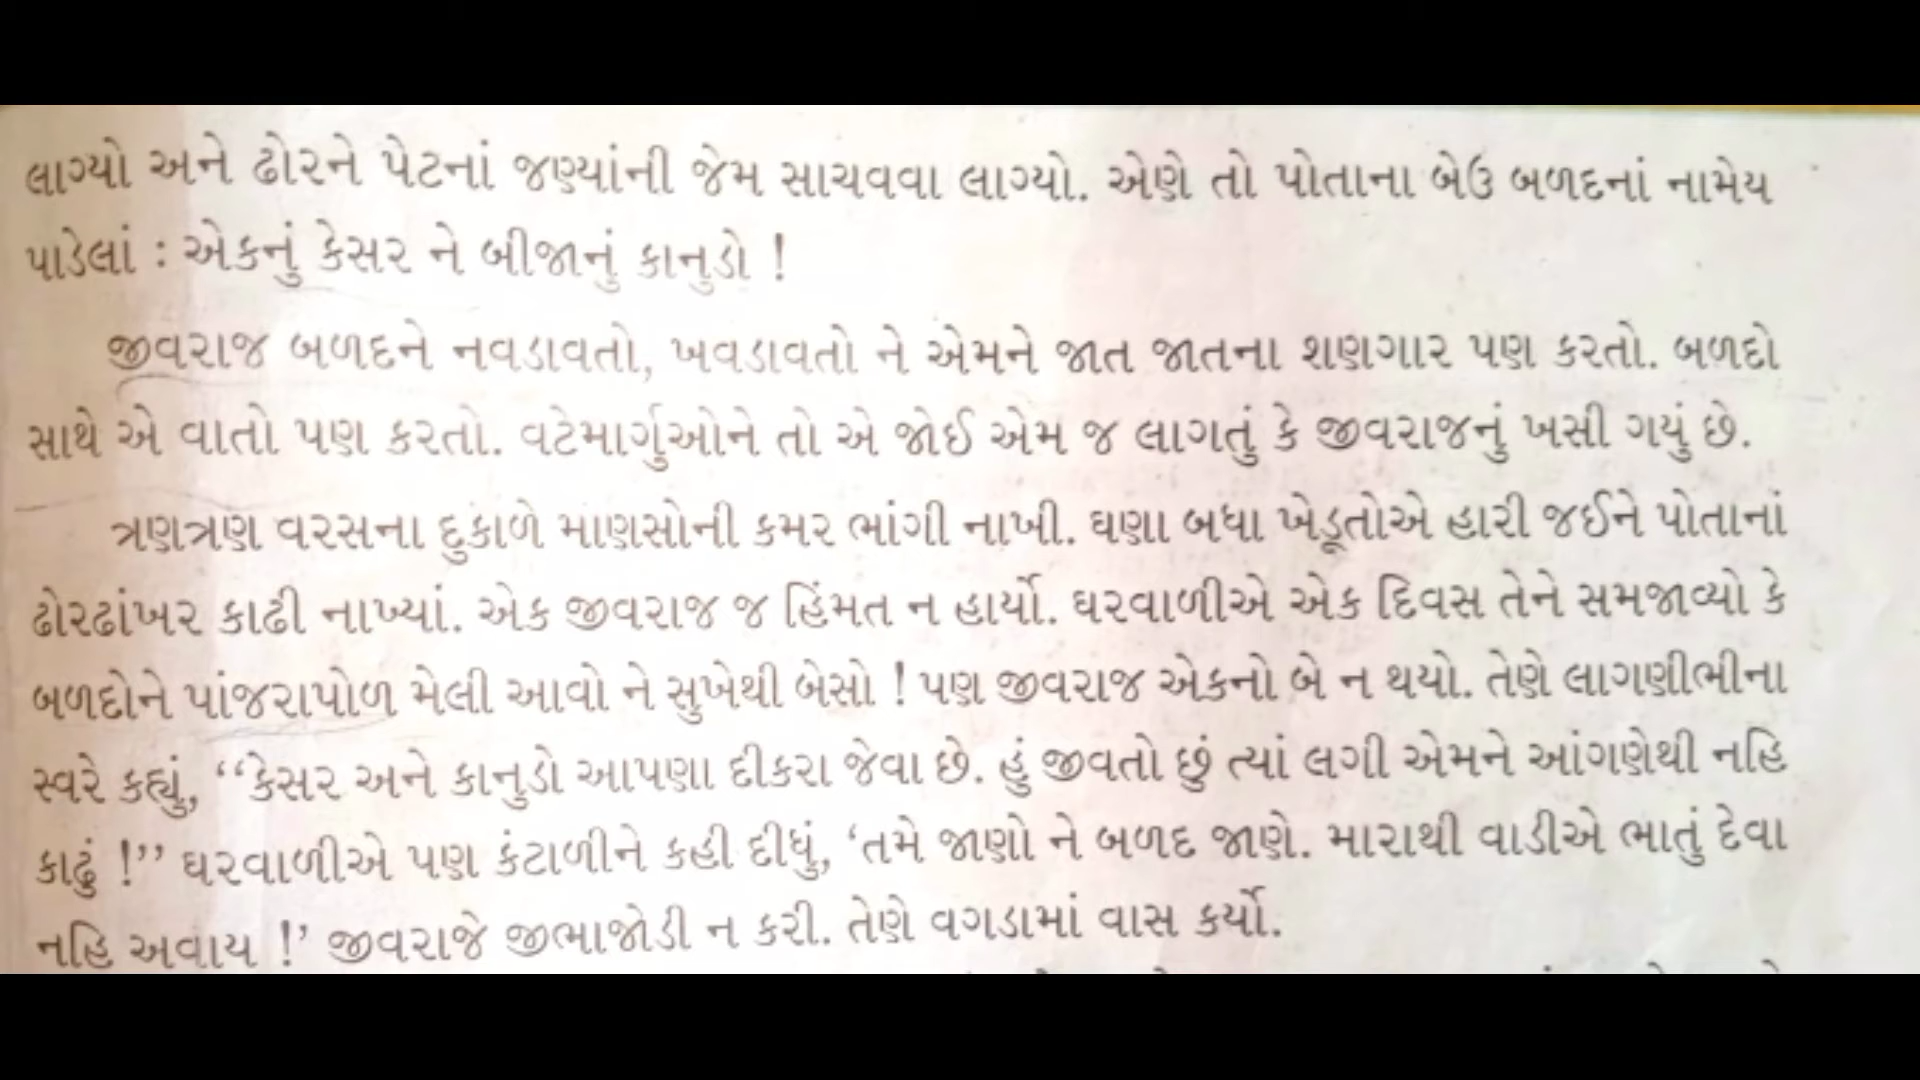 લાગ્યો અને ઢોરને પેટનાં જણ્યાંની જેમ સાચવવા લાગ્યો. એણે તો પોતાના બેઉ બળદનાં નામેય
પાડેલાં : એકનું કેસર ને બીજાનું કાનુડો !
જીવરાજ બળદને નવડાવતો, ખવડાવતો ને એમને જાત જાતના શણગાર પણ કરતો. બળદો
સાથે એ વાતો પણ કરતો. વટેમાર્ગુઓને તો એ જોઈ એમ જ લાગતું કે જીવરાજનું ખસી ગયું છે.
ત્રણત્રણ વરસના દુકાળે માણસોની કમર ભાંગી નાખી. ઘણા બધા ખેડૂતોએ હારી જઈને પોતાનાં
ઢોરઢાંખર કાઢી નાખ્યાં. એક જીવરાજ જ હિંમત ન હાર્યો. ઘરવાળીએ એક દિવસ તેને સમજાવ્યો કે
બળદોને પાંજરાપોળ મેલી આવો ને સુખેથી બેસો ! પણ જીવરાજ એકનો બે ન થયો. તેણે લાગણીભીના
સ્વરે કહ્યું, “કેસર અને કાનુડો આપણા દીકરા જેવા છે. હું જીવતો છું ત્યાં લગી એમને આંગણેથી નહિ
કાઢું !” ઘરવાળીએ પણ કંટાળીને કહી દીધું, ‘તમે જાણો ને બળદ જાણે. મારાથી વાડીએ ભાતું દેવા
નહિ અવાય !’ જીવરાજે જીભાજોડી ન કરી. તેણે વગડામાં વાસ કર્યો.